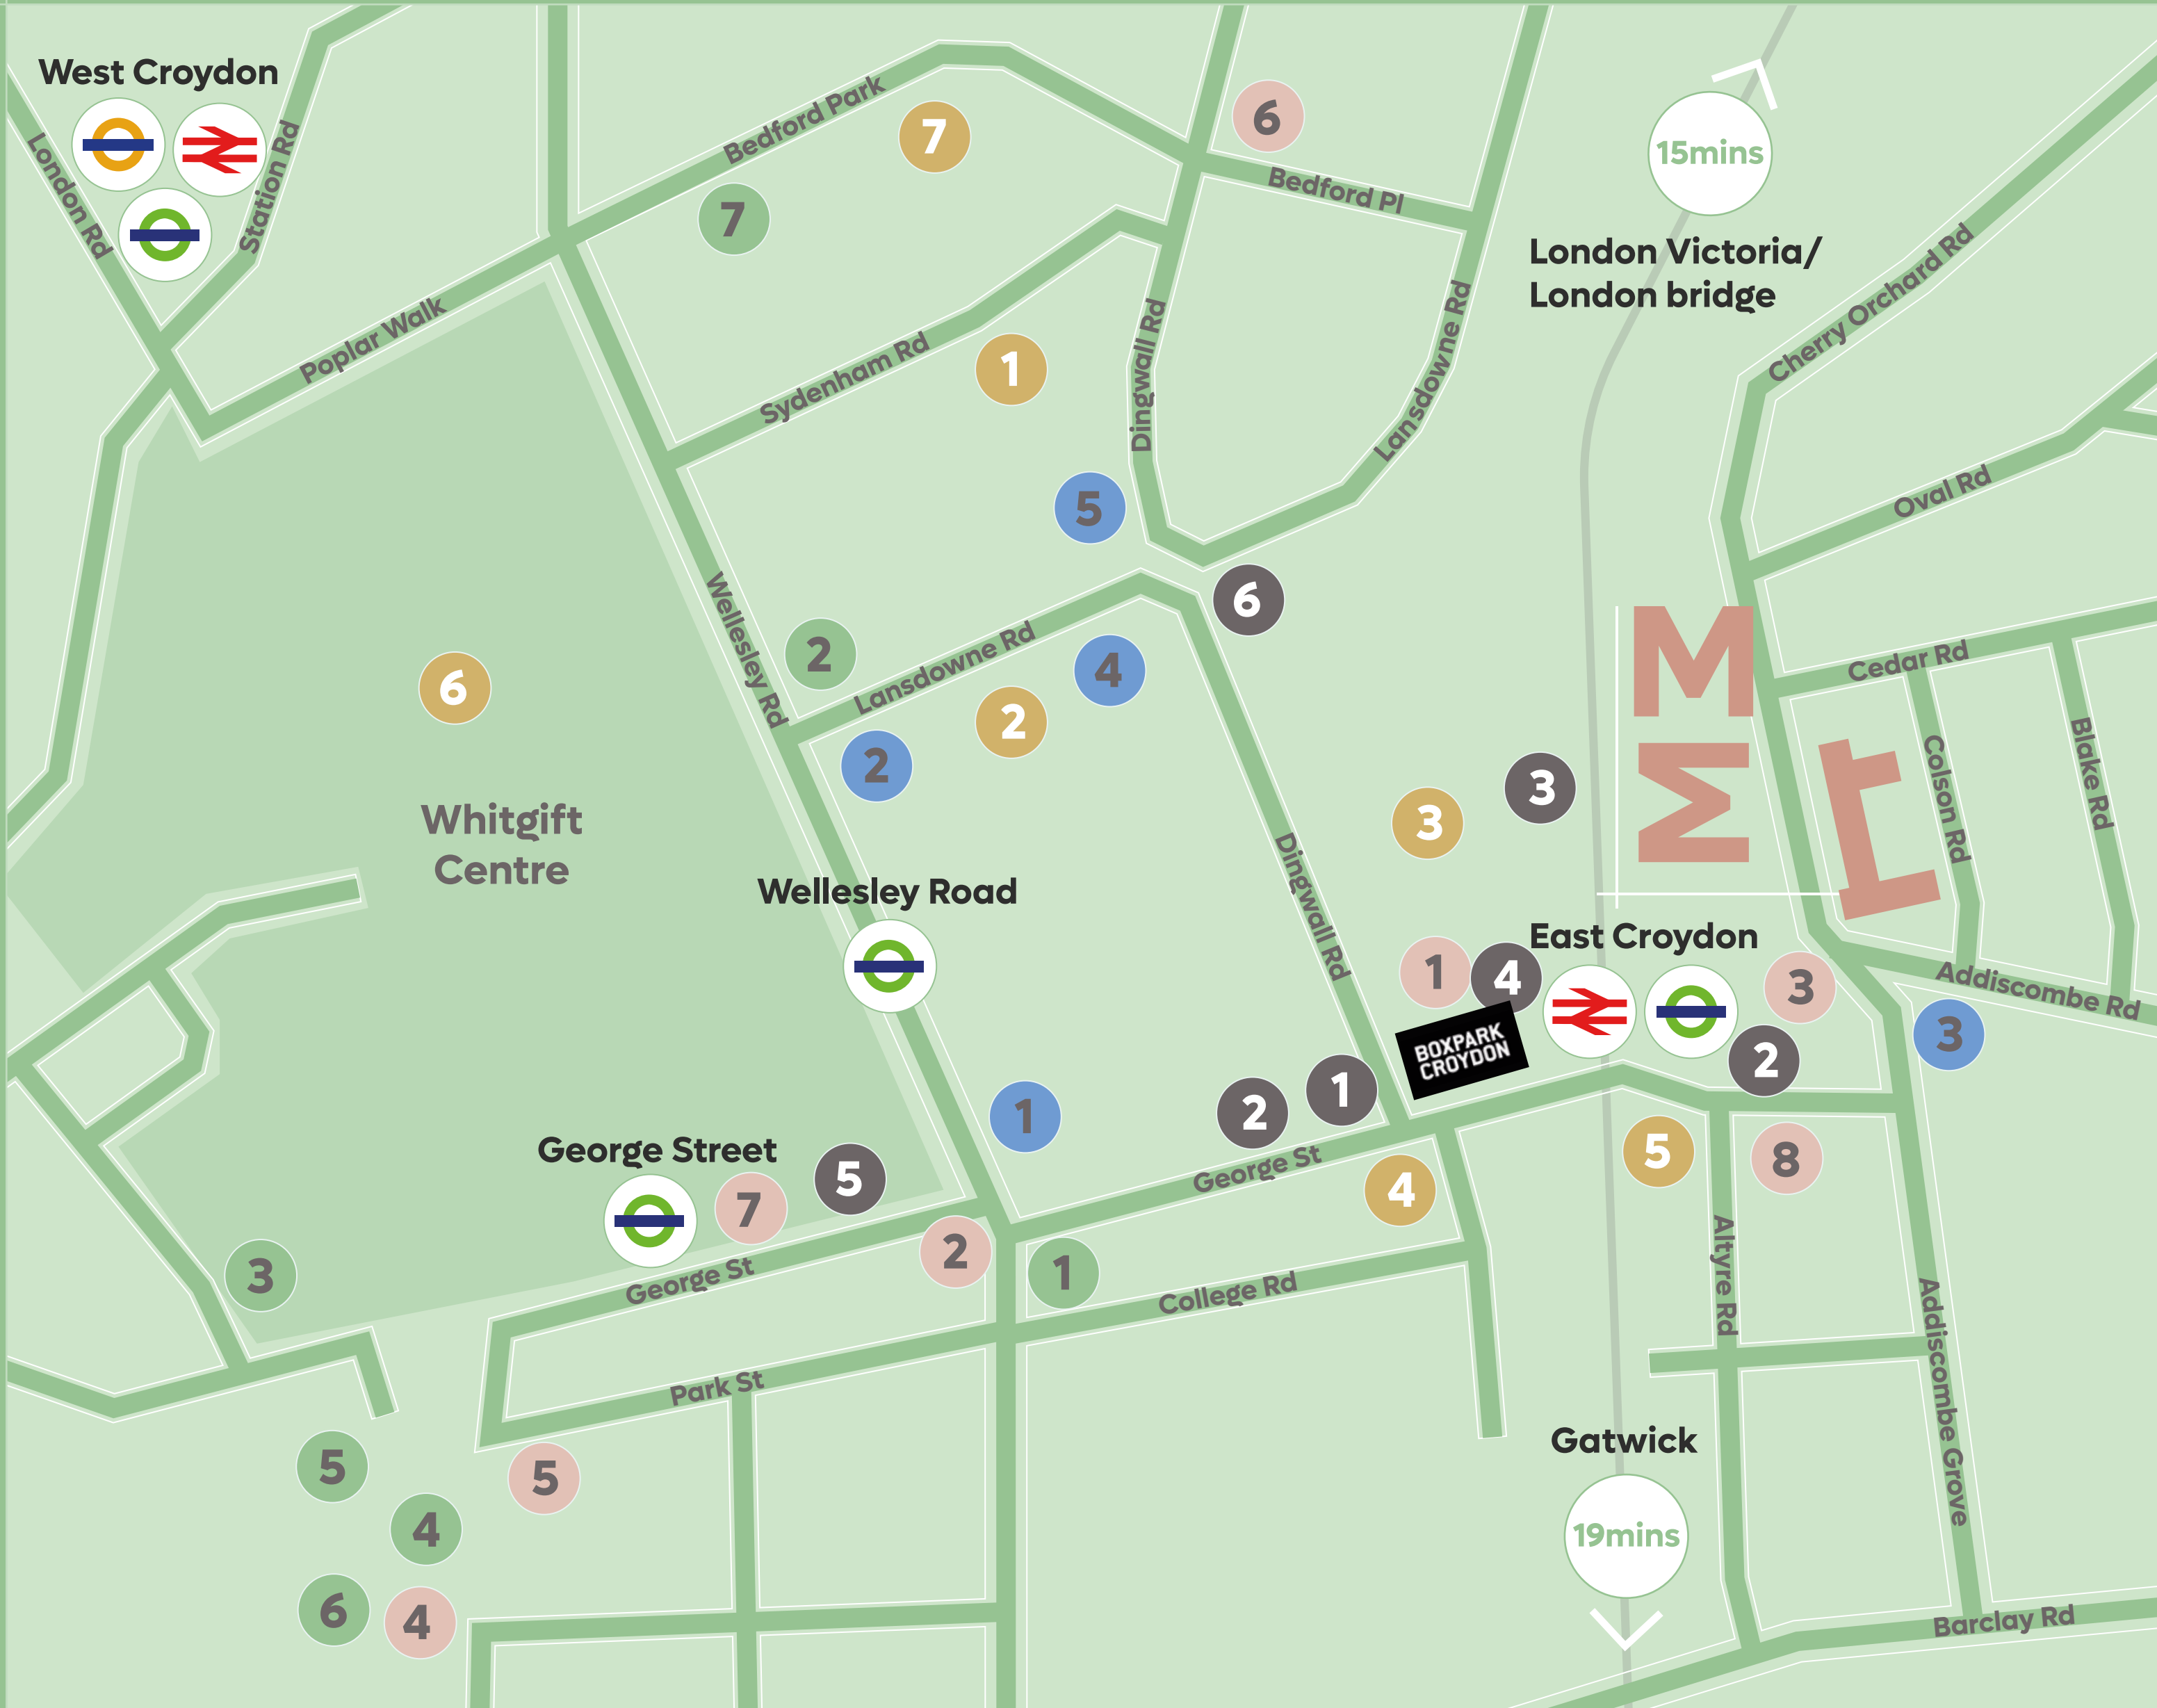 West Croydon
London Rd
Station Rd
Poplar Walk
Bedford Park
7
7
6
Bedford Pl
15mins
London Victoria/
London bridge
Cherry Orchard Rd
Sydenham Rd
1
Dingwall Rd
Lansdowne Rd
5
Oval Rd
6
Wellesley Rd
2
Lansdowne Rd
4
2
2
6
Whitgift
Centre
M
M
T
Cedar Rd
Colson Rd
Blake Rd
3
3
Dingwall Rd
Wellesley Road
1
4
East Croydon
3
Addiscombe Rd
3
BOXPARK
CROYDON
2
1
2
1
George Street
7
5
George St
4
5
8
2
1
3
George St
College Rd
Altyre Rd
Addiscombe Grove
Park St
5
4
5
6
4
Gatwick
19mins
Barclay Rd